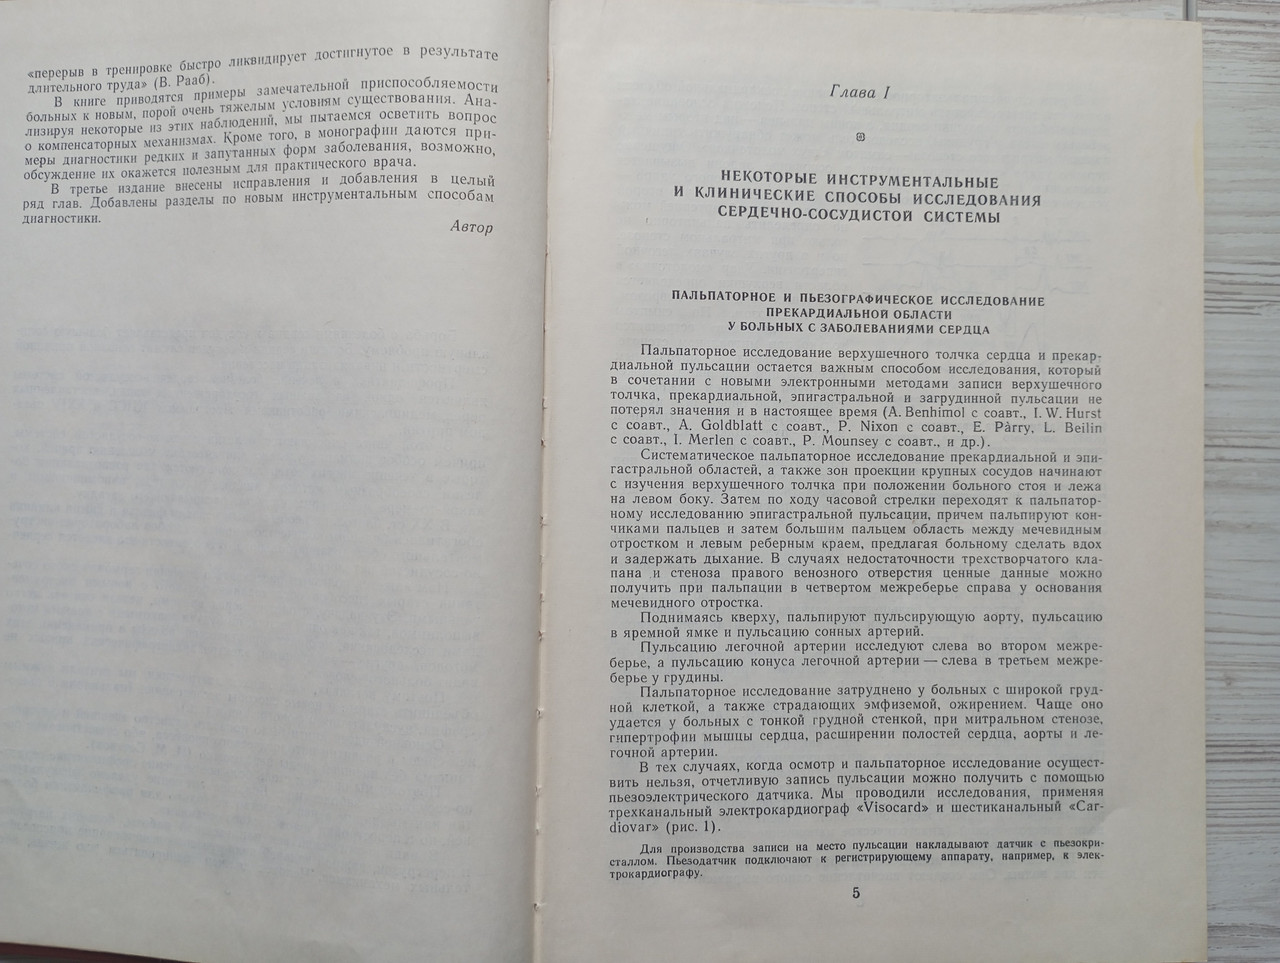 «перерыв в тренировке быстро ликвидирует достигнутое в результате
длительного труда» (В. Рааб).
В книге приводятся примеры замечательной приспособляемости
больных к новым, порой очень тяжелым условиям существования. Ана-
лизируя некоторые из этих наблюдений, мы пытаемся осветить вопрос
о компенсаторных механизмах. Кроме того, в монографии даются при-
меры диагностики редких и запутанных форм заболевания, возможно,
обсуждение их окажется полезным для практического врача.
В третье издание внесены исправления и добавления в целый
ряд глав. Добавлены разделы по новым инструментальным способам
диагностики.
Автор
Глава I
НЕКОТОРЫЕ ИНСТРУМЕНТАЛЬНЫЕ
И КЛИНИЧЕСКИЕ СПОСОБЫ ИССЛЕДОВАНИЯ
СЕРДЕЧНО-СОСУДИСТОЙ СИСТЕМЫ
ПАЛЬПАТОРНОЕ И ПЬЕЗОГРАФИЧЕСКОЕ ИССЛЕДОВАНИЕ
ПРЕКАРДИАЛЬНОЙ ОБЛАСТИ
У БОЛЬНЫХ С ЗАБОЛЕВАНИЯМИ СЕРДЦА
Пальпаторное исследование верхушечного толчка сердца и прекар-
диальной пульсации остается важным способом исследования, который
в сочетании с новыми электронными методами записи верхушечного
толчка, прекардиальной, эпигастральной и загрудинной пульсации не
потерял значения и в настоящее время (A. Benhimol с соавт., I. W. Hurst
с соавт., A. Goldblatt с соавт., P. Nixon с соавт., E. Parry, L. Beilin
с соавт., I. Merlen с соавт., P. Mounsey с соавт., и др.).
Систематическое пальпаторное исследование прекардиальной и эпи-
гастральной областей, а также зон проекции крупных сосудов начинают
с изучения верхушечного толчка при положении больного стоя и лежа
на левом боку. Затем по ходу часовой стрелки переходят к пальпатор-
ному исследованию эпигастральной пульсации, причем пальпируют кон-
чиками пальцев и затем большим пальцем область между мечевидным
отростком и левым реберным краем, предлагая больному сделать вдох
и задержать дыхание. В случаях недостаточности трехстворчатого кла-
пана и стеноза правого венозного отверстия ценные данные можно
получить при пальпации в четвертом межреберье справа у основания
мечевидного отростка.
Поднимаясь кверху, пальпируют пульсирующую аорту, пульсацию
в яремной ямке и пульсацию сонных артерий.
Пульсацию легочной артерии исследуют слева во втором межре-
берье, а пульсацию конуса легочной артерии — слева в третьем межре-
берье у грудины.
Пальпаторное исследование затруднено у больных с широкой груд-
ной клеткой, а также страдающих эмфиземой, ожирением. Чаще оно
удается у больных с тонкой грудной стенкой, при митральном стенозе,
гипертрофии мышцы сердца, расширении полостей сердца, аорты и ле-
гочной артерии.
В тех случаях, когда осмотр и пальпаторное исследование осущест-
вить нельзя, отчетливую запись пульсации можно получить с помощью
пьезоэлектрического датчика. Мы проводили исследования, применяя
трехканальный электрокардиограф «Visocard» и шестиканальный «Car-
diovar» (рис. 1).
Для производства записи на место пульсации накладывают датчик с пьезокри-
сталлом. Пьезодатчик подключают к регистрирующему аппарату, например, к элек-
трокардиографу.
5